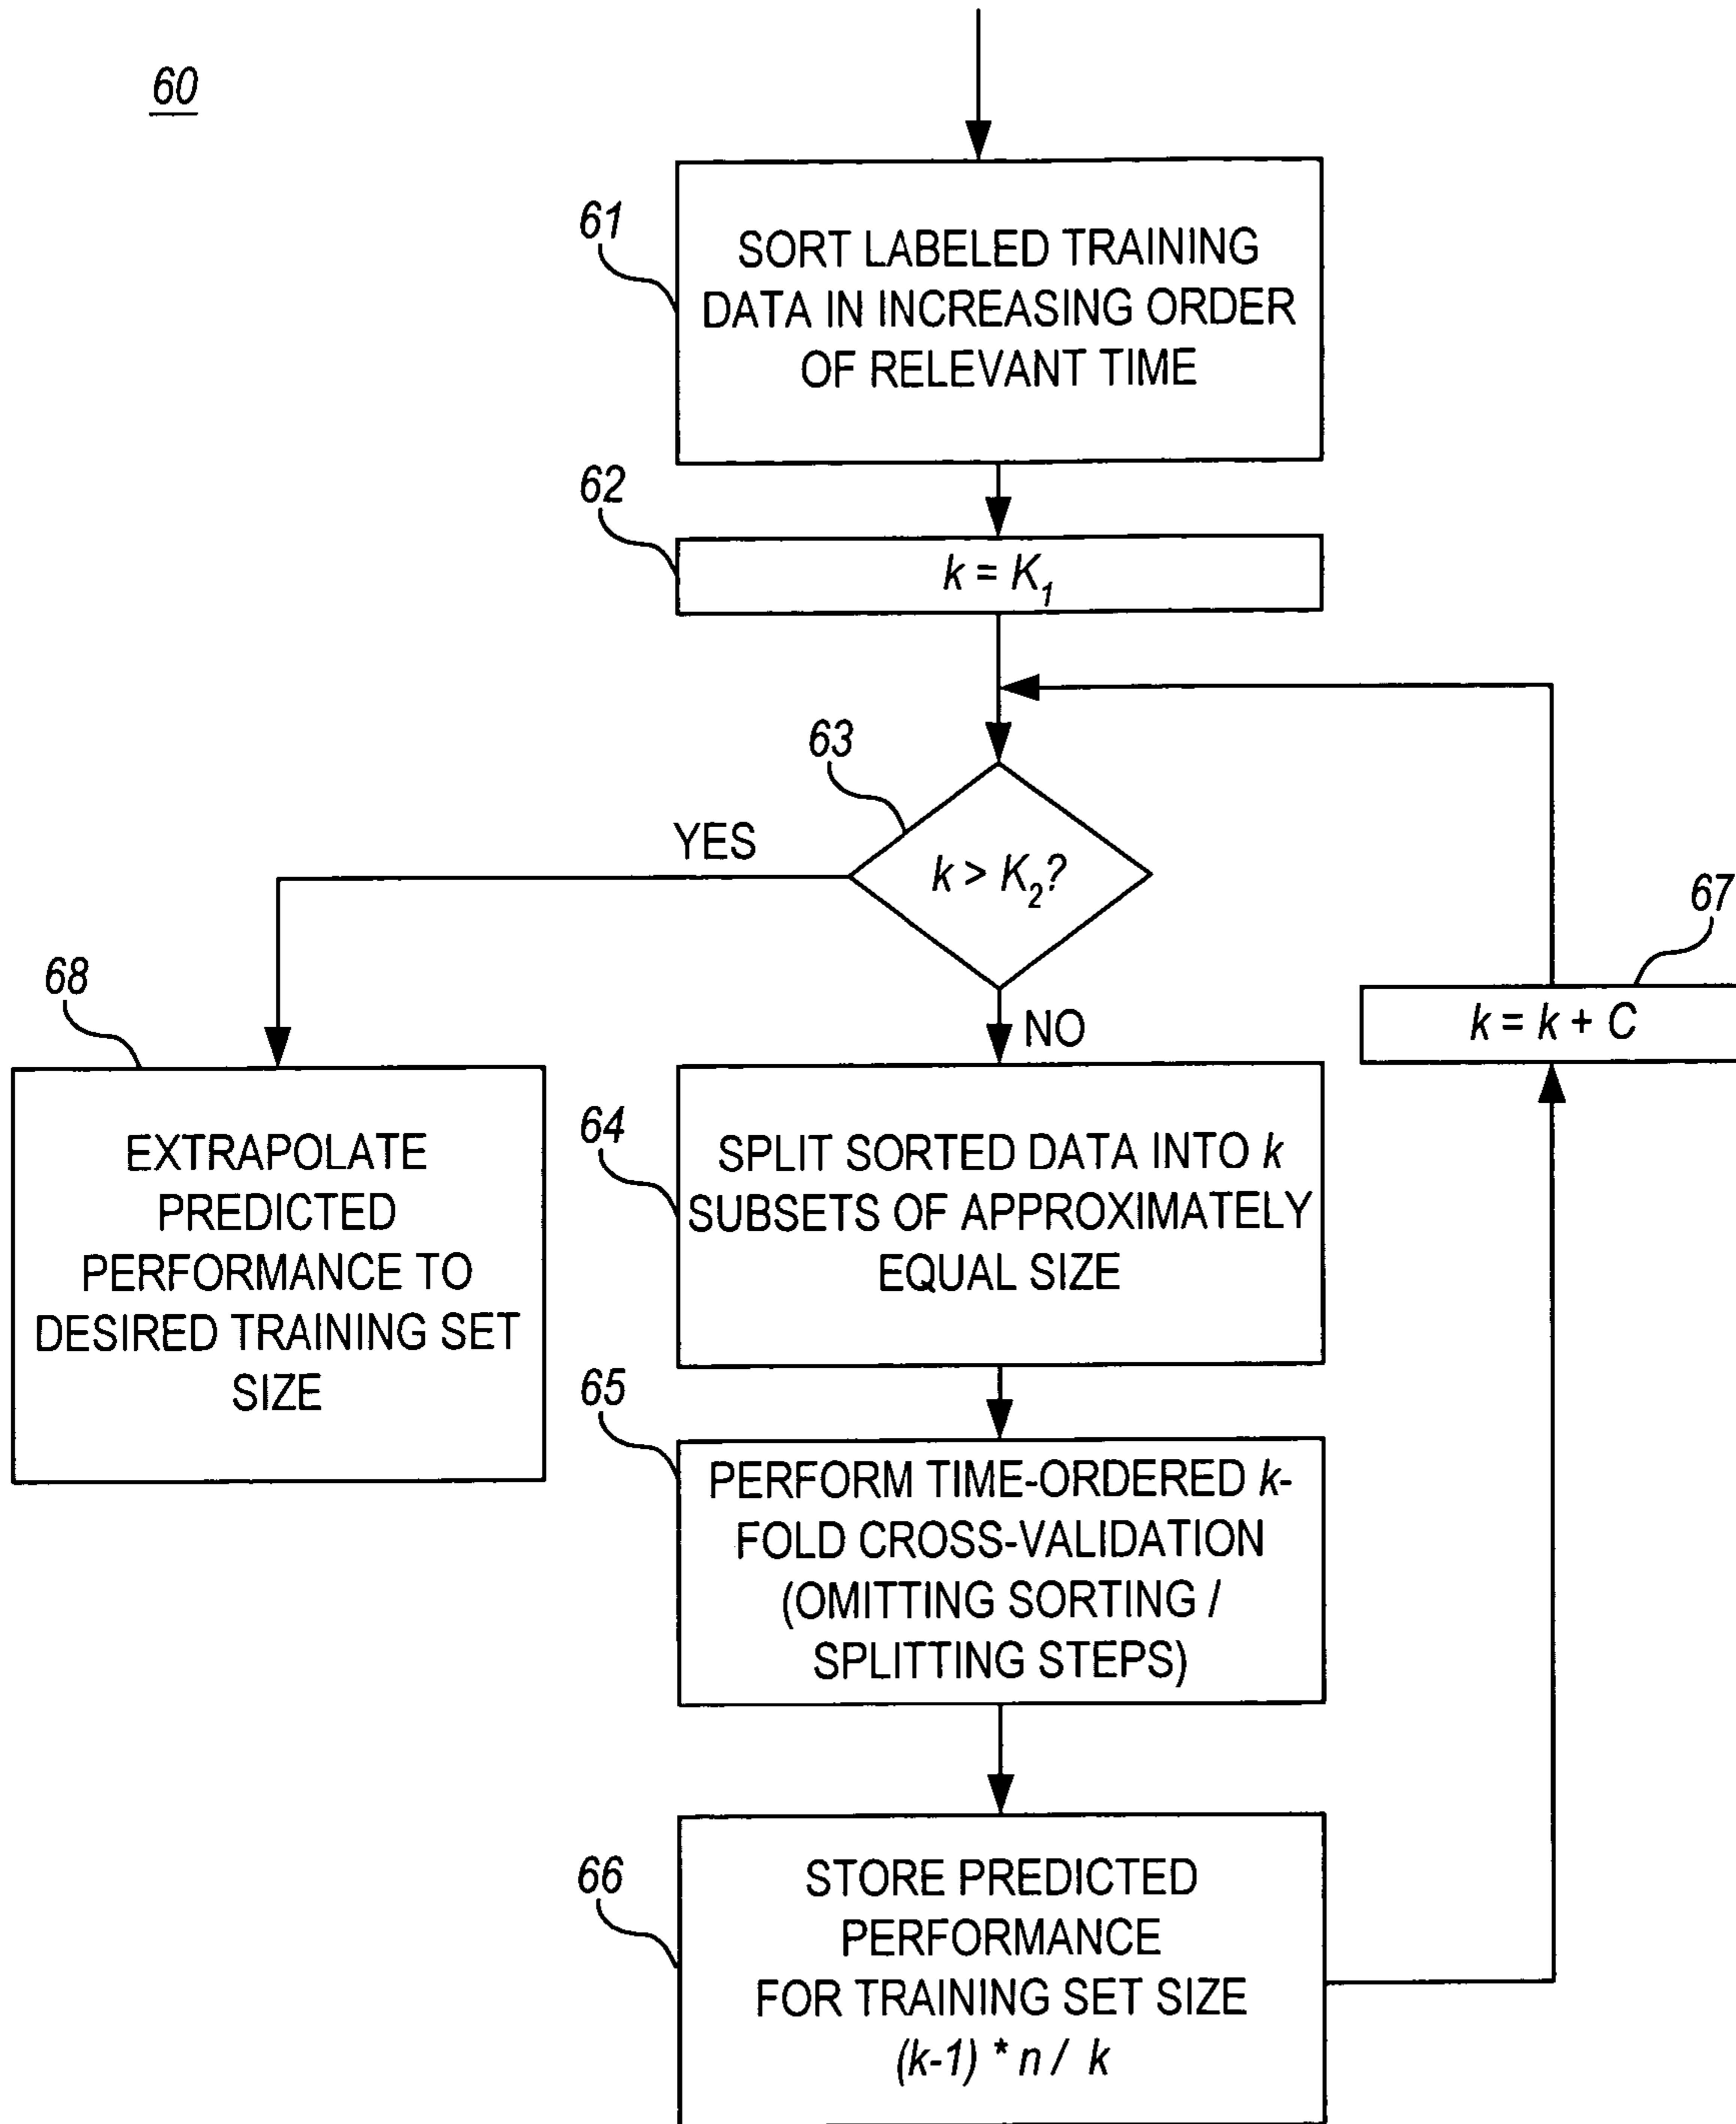 60
61
SORT LABELED TRAINING
DATA IN INCREASING ORDER
OF RELEVANT TIME
62
k = K₁
63
YES
k > K₂?
67
68
k = k + C
NO
EXTRAPOLATE
PREDICTED
PERFORMANCE TO
DESIRED TRAINING SET
SIZE
64
SPLIT SORTED DATA INTO k
SUBSETS OF APPROXIMATELY
EQUAL SIZE
65
PERFORM TIME-ORDERED k-
FOLD CROSS-VALIDATION
(OMITTING SORTING /
SPLITTING STEPS)
66
STORE PREDICTED
PERFORMANCE
FOR TRAINING SET SIZE
(k-1) * n / k